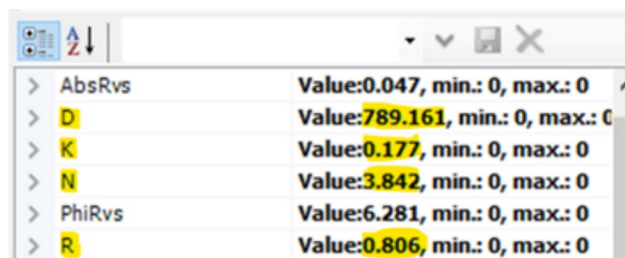 AbsRvs Value:0.047, min.: 0, max.: 0
D Value:789.161, min.: 0, max.: 0
K Value:0.177, min.: 0, max.: 0
N Value:3.842, min.: 0, max.: 0
PhiRvs Value:6.281, min.: 0, max.: 0
R Value:0.806, min.: 0, max.: 0